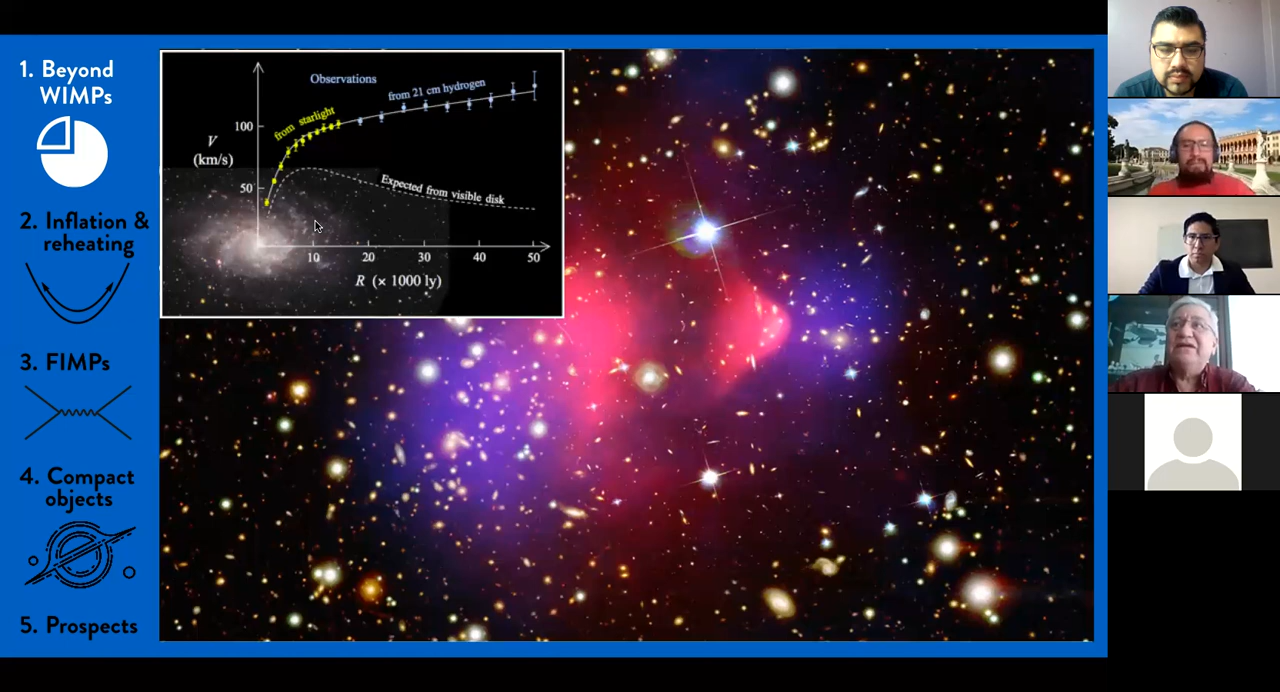 1. Beyond
WIMPs
2. Inflation &
reheating
3. FIMPs
4. Compact
objects
5. Prospects
Observations
from 21 cm hydrogen
from starlight
100
V
(km/s)
50
Expected from visible disk
10 20 30 40 50
R (× 1000 ly)